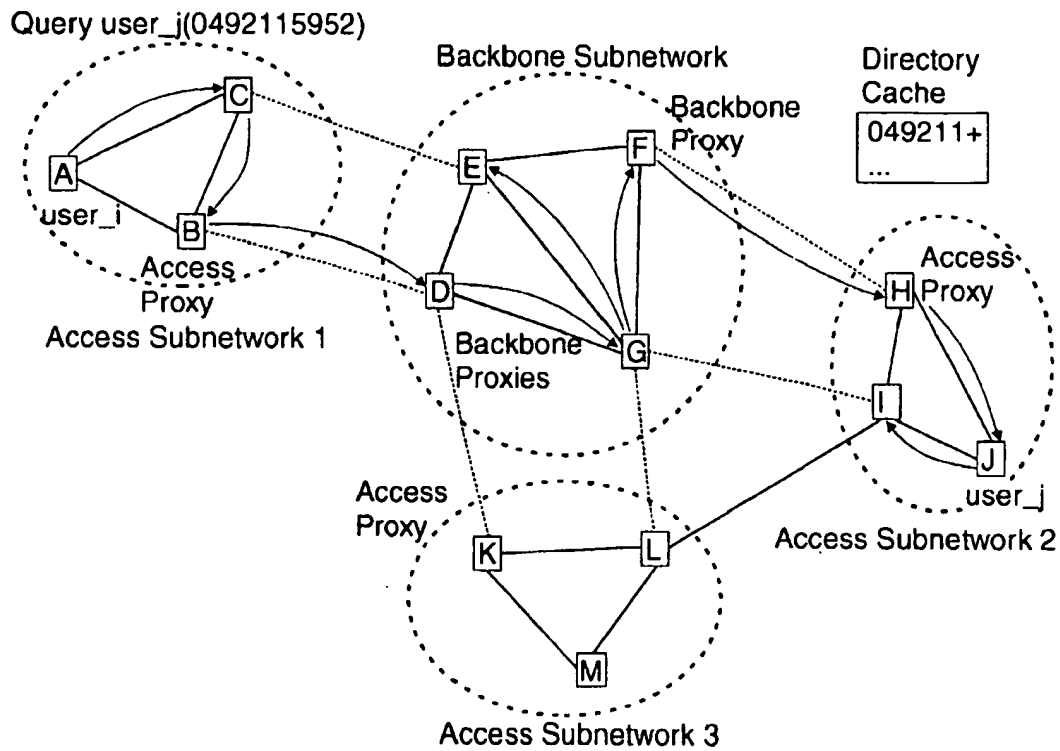 Query user_j(0492115952)
Backbone Subnetwork
Directory
Cache
049211+
...
Backbone
Proxy
C
A
user_i
B
Access
Proxy
Access Subnetwork 1
E
F
D
G
Backbone
Proxies
H
Access
Proxy
I
J
user_j
Access Subnetwork 2
Access
Proxy
K
L
M
Access Subnetwork 3